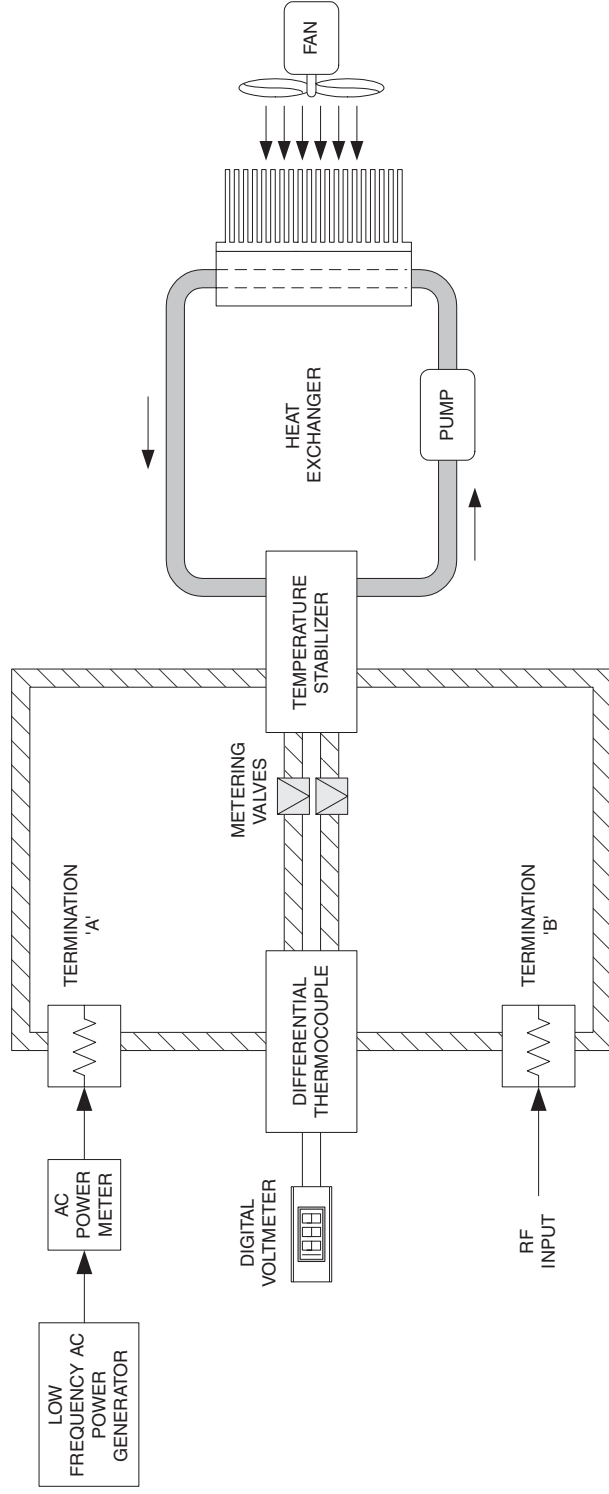 LOW
FREQUENCY AC
POWER
GENERATOR
AC
POWER
METER
TERMINATION
'A'
DIGITAL
VOLTMETER
DIFFERENTIAL
THERMOCOUPLE
METERING
VALVES
TEMPERATURE
STABILIZER
HEAT
EXCHANGER
PUMP
FAN
RF
INPUT
TERMINATION
'B'